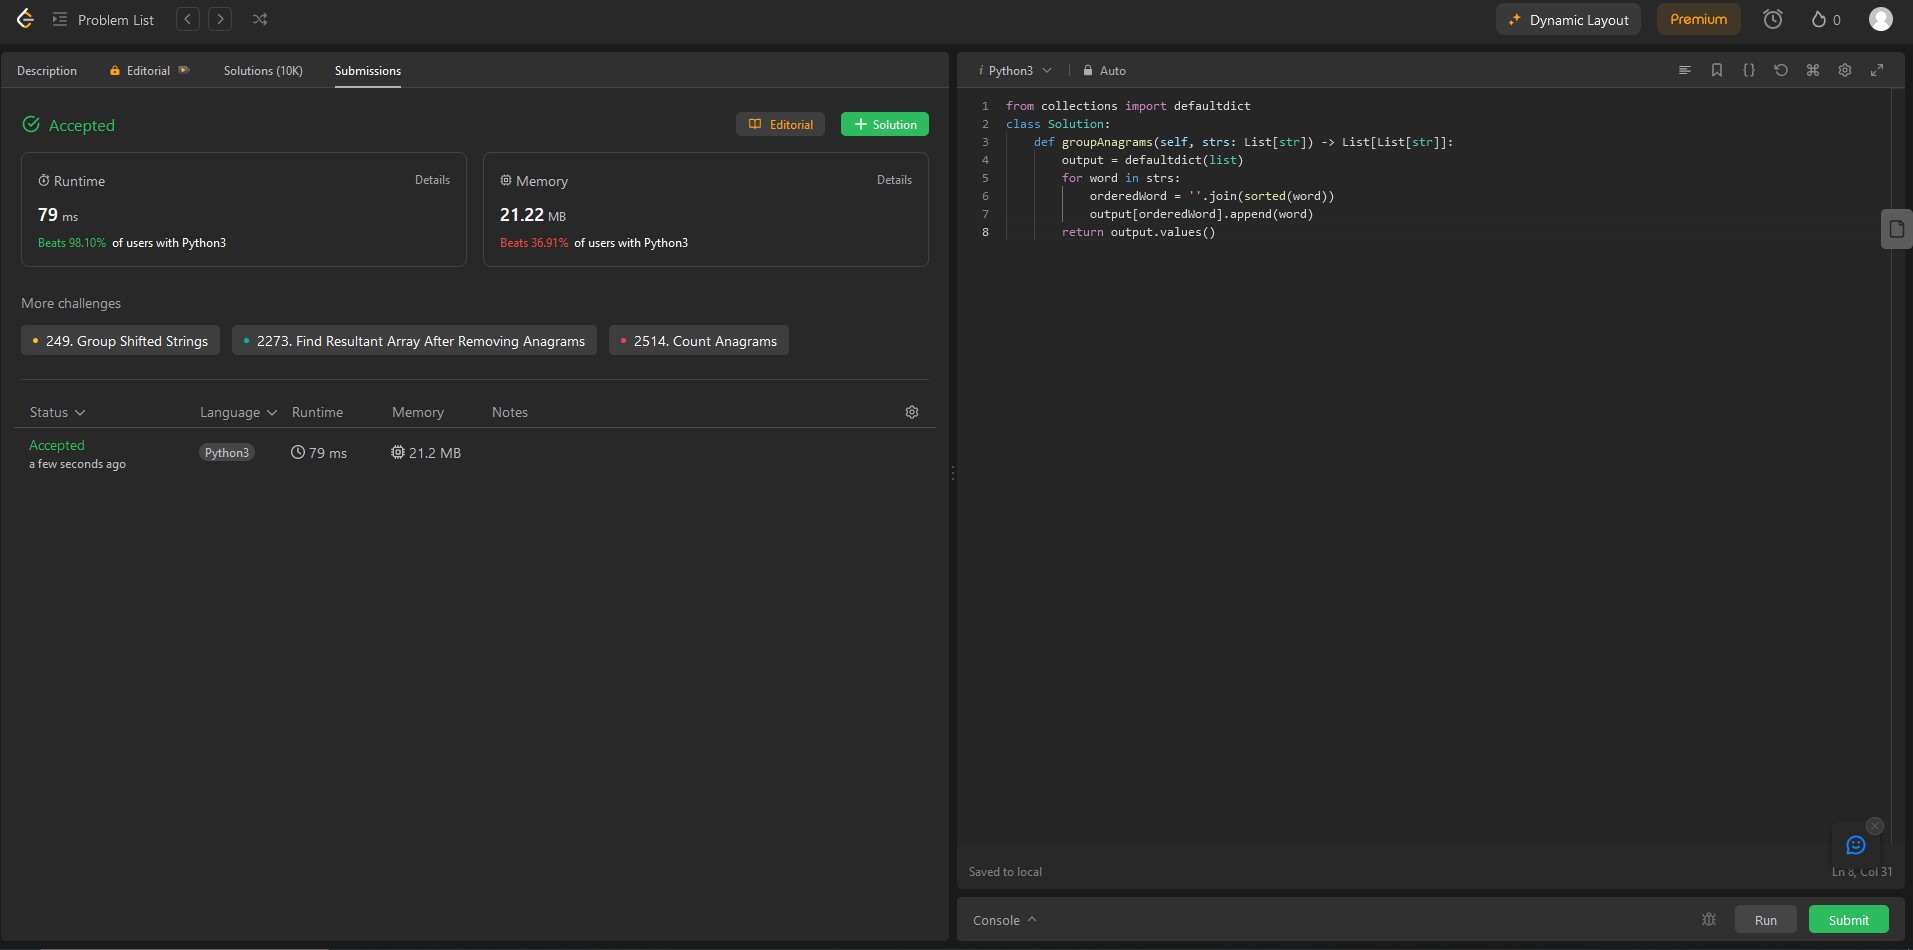 Problem List
Dynamic Layout
Premium
0
Description
Editorial
Solutions (10K)
Submissions
Accepted
Editorial
Solution
Runtime
Details
79 ms
Beats 98.10% of users with Python3
Memory
Details
21.22 MB
Beats 36.91% of users with Python3
More challenges
249. Group Shifted Strings
2273. Find Resultant Array After Removing Anagrams
2514. Count Anagrams
Status
Language
Runtime
Memory
Notes
Accepted
a few seconds ago
Python3
79 ms
21.2 MB
i Python3
Auto
1 from collections import defaultdict
2 class Solution:
3 def groupAnagrams(self, strs: List[str]) -> List[List[str]]:
4 output = defaultdict(list)
5 for word in strs:
6 orderedWord = ''.join(sorted(word))
7 output[orderedWord].append(word)
8 return output.values()
Saved to local
Ln 8, Col 31
Console
Run
Submit